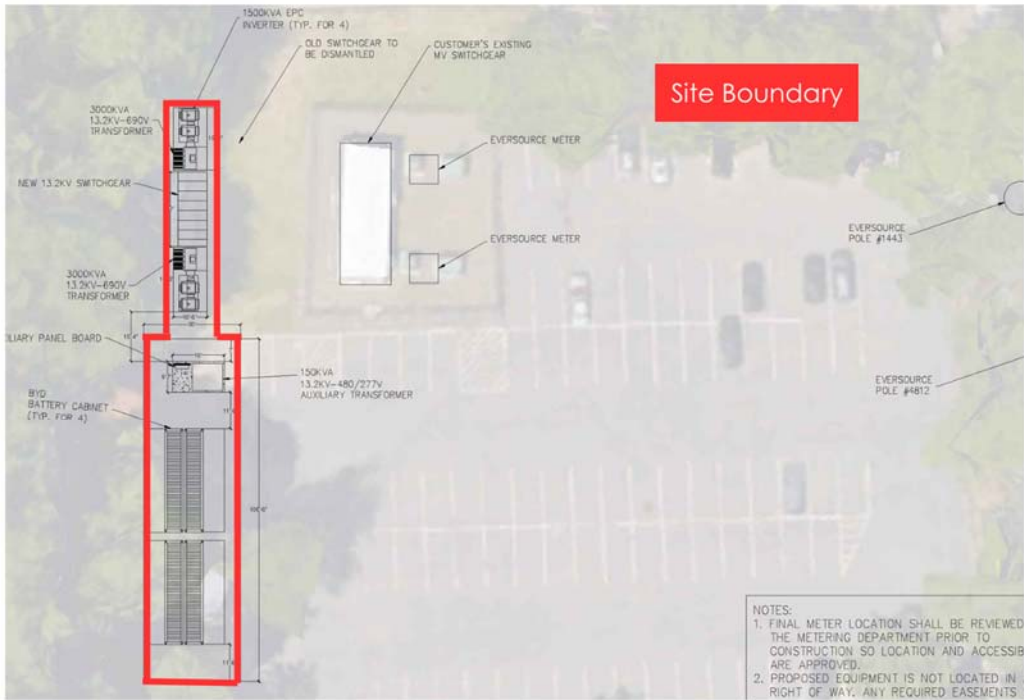 1500KVA EPC
INVERTER (TYP. FOR 4)
OLD SWITCHGEAR TO
BE DISMANTLED
CUSTOMER'S EXISTING
MV SWITCHGEAR
Site Boundary
3000KVA
13.2KV-690V
TRANSFORMER
EVERSOURCE METER
NEW 13.2KV SWITCHGEAR
EVERSOURCE
POLE #1443
EVERSOURCE METER
3000KVA
13.2KV-690V
TRANSFORMER
ILIARY PANEL BOARD
150KVA
13.2KV-480/277V
AUXILIARY TRANSFORMER
EVERSOURCE
POLE #4812
BYD
BATTERY CABINET
(TYP. FOR 4)
NOTES:
1. FINAL METER LOCATION SHALL BE REVIEWED
THE METERING DEPARTMENT PRIOR TO
CONSTRUCTION SO LOCATION AND ACCESSIB
ARE APPROVED.
2. PROPOSED EQUIPMENT IS NOT LOCATED IN
RIGHT OF WAY. ANY REQUIRED EASEMENTS